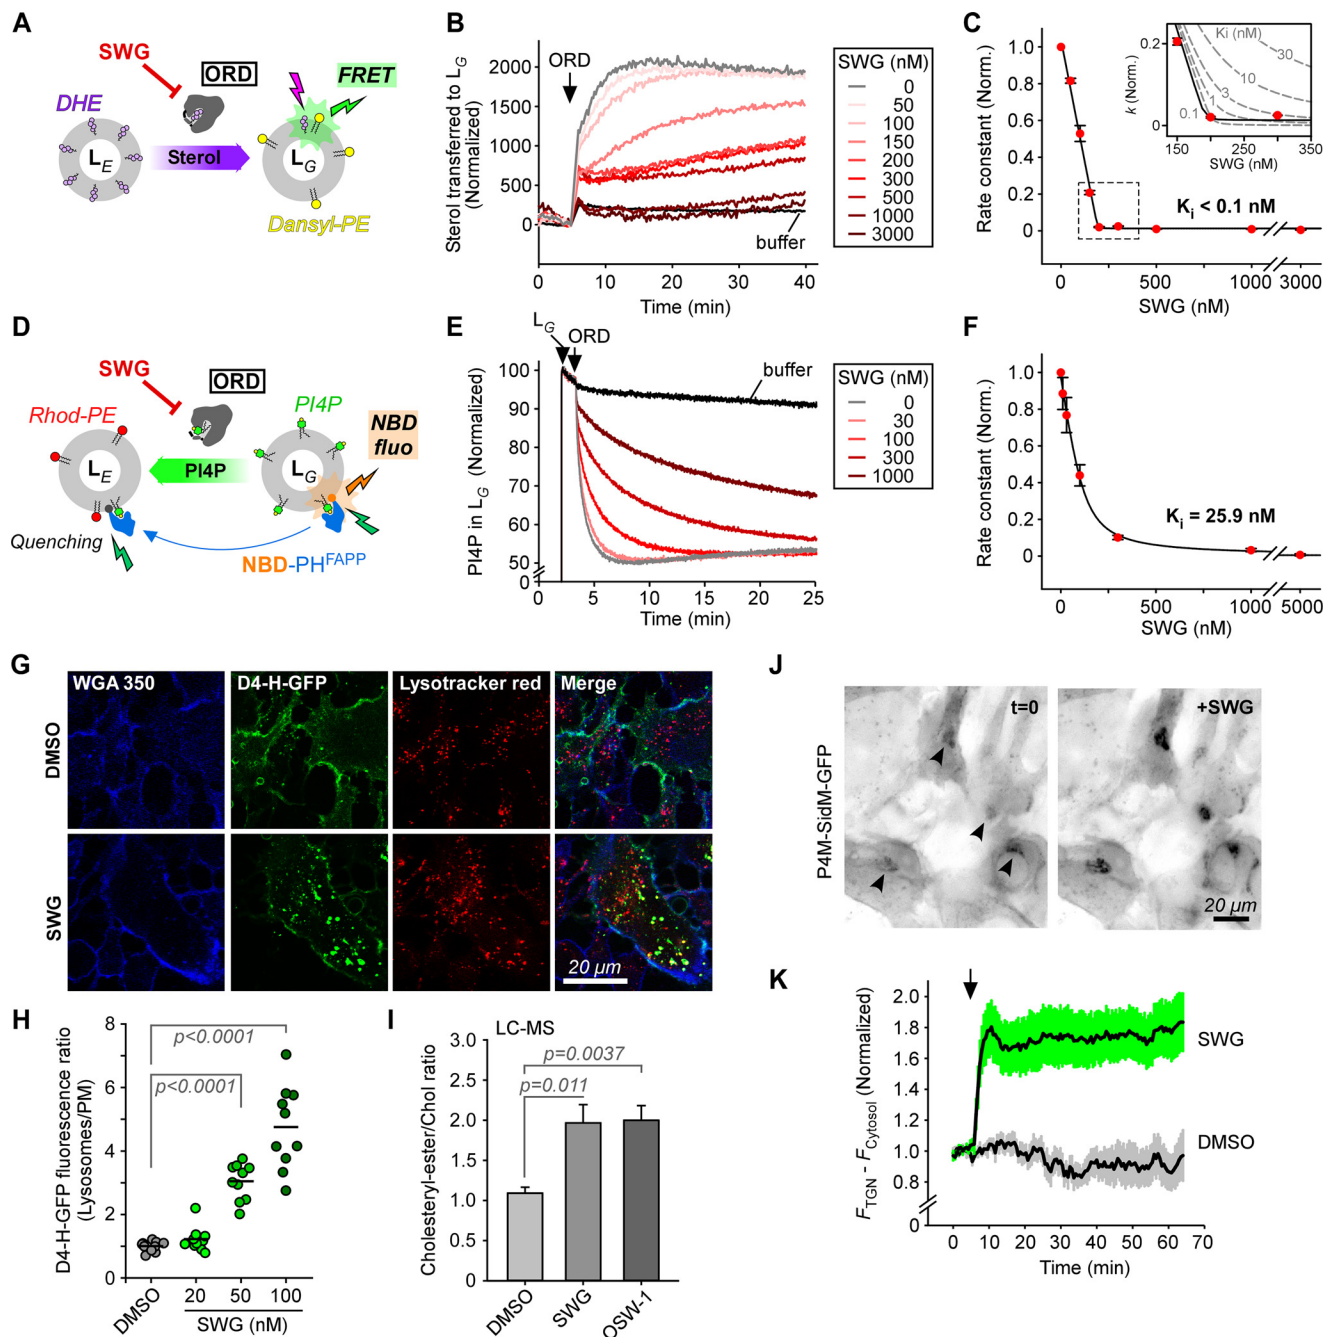 A
SWG
ORD
FRET
DHE
L_E
Sterol
L_G
Dansyl-PE
B
Sterol transferred to L_G
(Normalized)
2000
1500
1000
500
0
ORD
buffer
0
10
20
30
40
Time (min)
SWG
(nM)
0
50
100
150
200
300
500
1000
3000
C
Rate constant (Norm.)
1.0
0.8
0.6
0.4
0.2
0
K_i < 0.1 nM
0
500
1000
3000
SWG (nM)
k (Norm.)
0.2
0
Ki (nM)
30
10
3
1
0.1
150
250
350
SWG (nM)
D
SWG
ORD
Rhod-PE
PI4P
NBD
fluo
L_E
PI4P
L_G
Quenching
NBD-PH^FAPP
E
L_G
ORD
PI4P in L_G (Normalized)
100
90
80
70
60
50
0
buffer
0
5
10
15
20
25
Time (min)
SWG
(nM)
0
30
100
300
1000
F
Rate constant (Norm.)
1.0
0.8
0.6
0.4
0.2
0
K_i = 25.9 nM
0
500
1000
5000
SWG (nM)
G
WGA 350
D4-H-GFP
Lysotracker red
Merge
DMSO
SWG
20 µm
H
D4-H-GFP fluorescence ratio
(Lysosomes/PM)
8
6
4
2
0
p<0.0001
p<0.0001
DMSO
20
50
100
SWG (nM)
I
LC-MS
Cholesteryl-ester/Chol ratio
3.0
2.5
2.0
1.5
1.0
0.5
0.0
p=0.0037
p=0.011
DMSO
SWG
OSW-1
J
P4M-SidM-GFP
t=0
+SWG
20 µm
K
F_TGN - F_Cytosol (Normalized)
2.0
1.8
1.6
1.4
1.2
1.0
0.8
0
SWG
DMSO
0
10
20
30
40
50
60
70
Time (min)